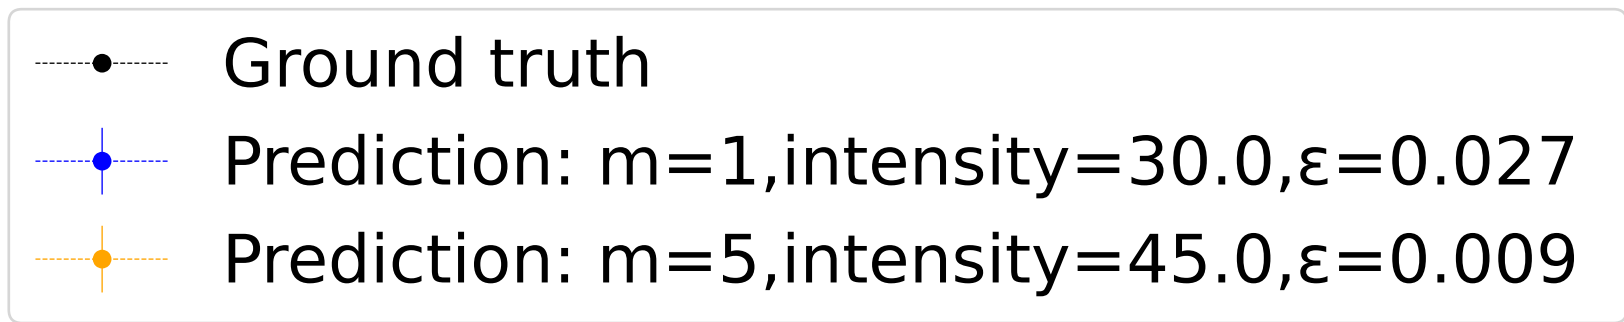 Ground truth
Prediction: m=1,intensity=30.0,ε=0.027
Prediction: m=5,intensity=45.0,ε=0.009